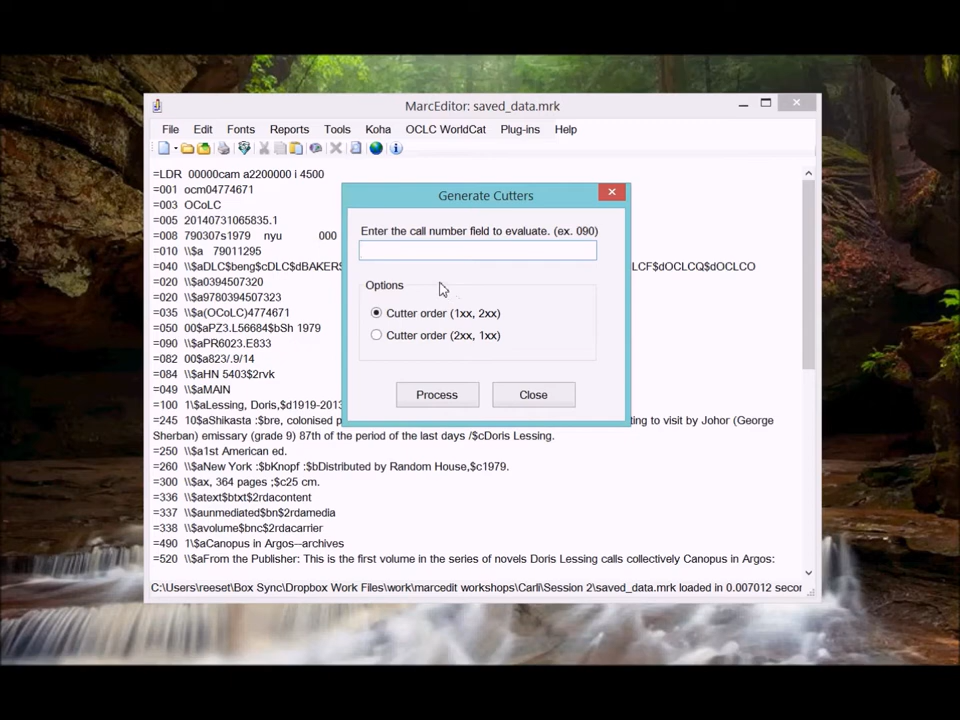 MarcEditor: saved_data.mrk
File Edit Fonts Reports Tools Koha OCLC WorldCat Plug-ins Help
=LDR 00000cam a2200000 i 4500
=001 ocm04774671
=003 OCoLC
=005 20140731065835.1
=008 790307s1979 nyu 000
=010 \\$a 79011295
=040 \\$aDLC$beng$cDLC$dBAKER$ LCF$dOCLCQ$dOCLCO
=020 \\$a0394507320
=020 \\$a9780394507323
=035 \\$a(OCoLC)4774671
=050 00$aPZ3.L56684$bSh 1979
=090 \\$aPR6023.E833
=082 00$a823/.9/14
=084 \\$aHN 5403$2rvk
=049 \\$aMAIN
=100 1\$aLessing, Doris,$d1919-2013
=245 10$aShikasta :$bre, colonised p ting to visit by Johor (George
Sherban) emissary (grade 9) 87th of the period of the last days /$cDoris Lessing.
=250 \\$a1st American ed.
=260 \\$aNew York :$bKnopf :$bDistributed by Random House,$c1979.
=300 \\$ax, 364 pages ;$c25 cm.
=336 \\$atext$btxt$2rdacontent
=337 \\$aunmediated$bn$2rdamedia
=338 \\$avolume$bnc$2rdacarrier
=490 1\$aCanopus in Argos--archives
=520 \\$aFrom the Publisher: This is the first volume in the series of novels Doris Lessing calls collectively Canopus in Argos:
C:\Users\reeset\Box Sync\Dropbox Work Files\work\marcedit workshops\Carli\Session 2\saved_data.mrk loaded in 0.007012 secor
Generate Cutters
Enter the call number field to evaluate. (ex. 090)
Options
Cutter order (1xx, 2xx)
Cutter order (2xx, 1xx)
Process Close